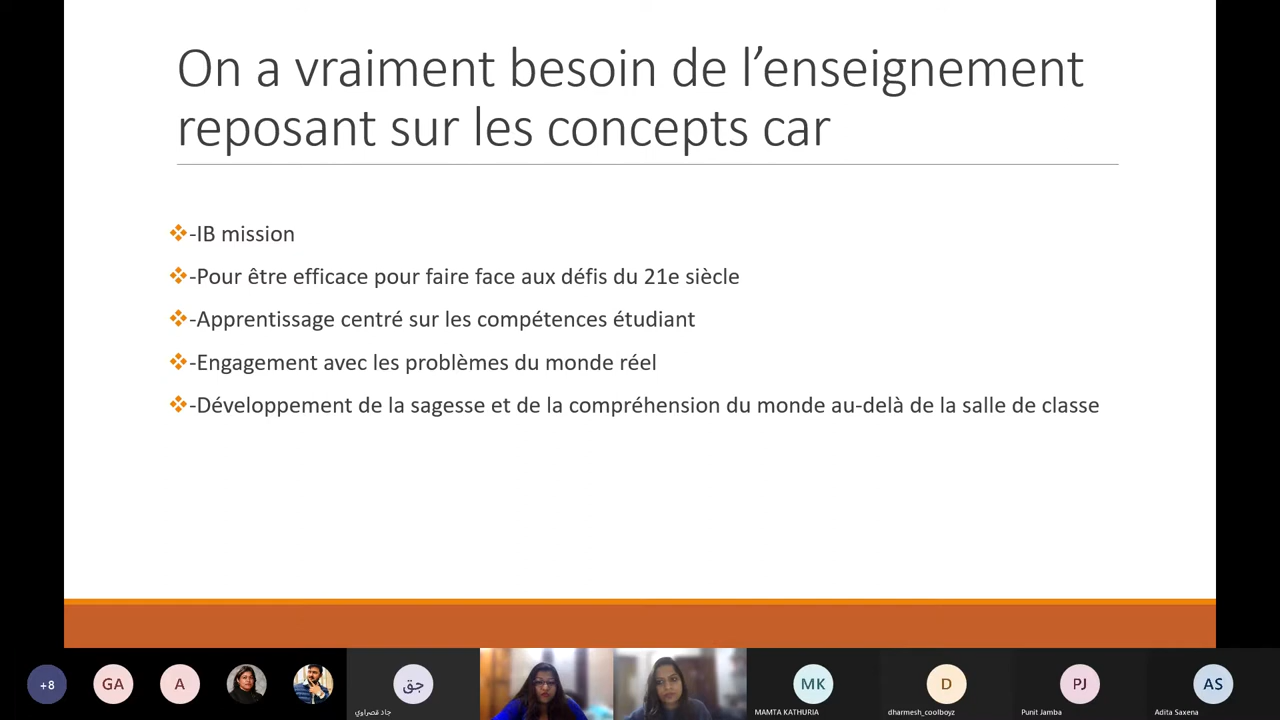 On a vraiment besoin de l’enseignement
reposant sur les concepts car
❖-IB mission
❖-Pour être efficace pour faire face aux défis du 21e siècle
❖-Apprentissage centré sur les compétences étudiant
❖-Engagement avec les problèmes du monde réel
❖-Développement de la sagesse et de la compréhension du monde au-delà de la salle de classe
+8
GA
A
جق
جاد قصراوي
MK
MAMTA KATHURIA
D
dharmesh_coolboyz
PJ
Punit Jamba
AS
Adita Saxena